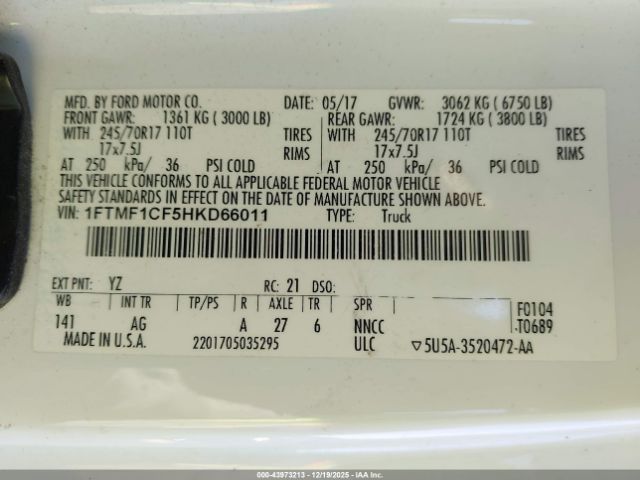 MFD. BY FORD MOTOR CO. DATE: 05/17 GVWR: 3062 KG ( 6750 LB)
FRONT GAWR: 1361 KG ( 3000 LB) REAR GAWR: 1724 KG ( 3800 LB)
WITH 245/70R17 110T TIRES WITH 245/70R17 110T TIRES
17x7.5J RIMS 17x7.5J RIMS
AT 250 kPa/ 36 PSI COLD AT 250 kPa/ 36 PSI COLD
THIS VEHICLE CONFORMS TO ALL APPLICABLE FEDERAL MOTOR VEHICLE
SAFETY STANDARDS IN EFFECT ON THE DATE OF MANUFACTURE SHOWN ABOVE.
VIN: 1FTMF1CF5HKD66011 TYPE: Truck
EXT PNT: YZ RC: 21 DSO:
WB INT TR TP/PS R AXLE TR SPR F0104
141 AG A 27 6 NNCC T0689
MADE IN U.S.A. 2201705035295 ULC ▽5U5A-3520472-AA
000-43973213 - 12/19/2025 - IAAI.COM